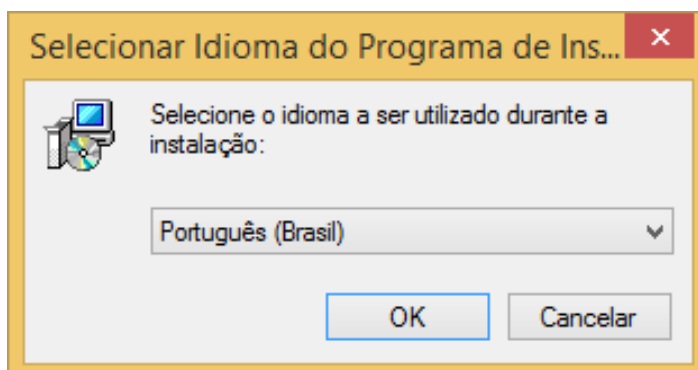 Selecionar Idioma do Programa de Ins...
Selecione o idioma a ser utilizado durante a
instalação:
Português (Brasil)
OK
Cancelar